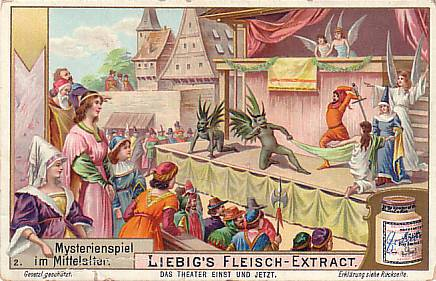 Mysterienspiel
2. im Mittelalter.
LIEBIG'S FLEISCH-EXTRACT.
Gesetzl. geschützt.
DAS THEATER EINST UND JETZT.
Erklärung siehe Rückseite.